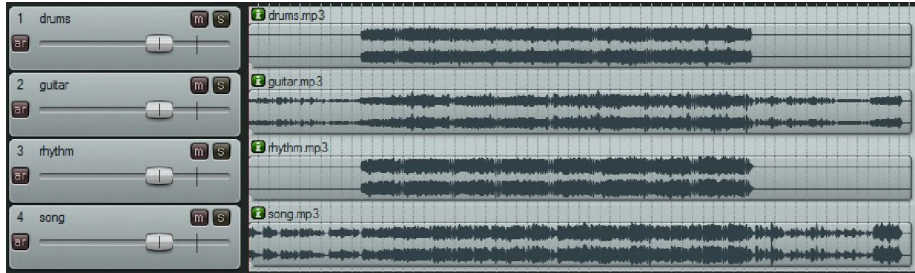 1 drums m s
ar
drums.mp3
2 guitar m s
ar
guitar.mp3
3 rhythm m s
ar
rhythm.mp3
4 song m s
ar
song.mp3